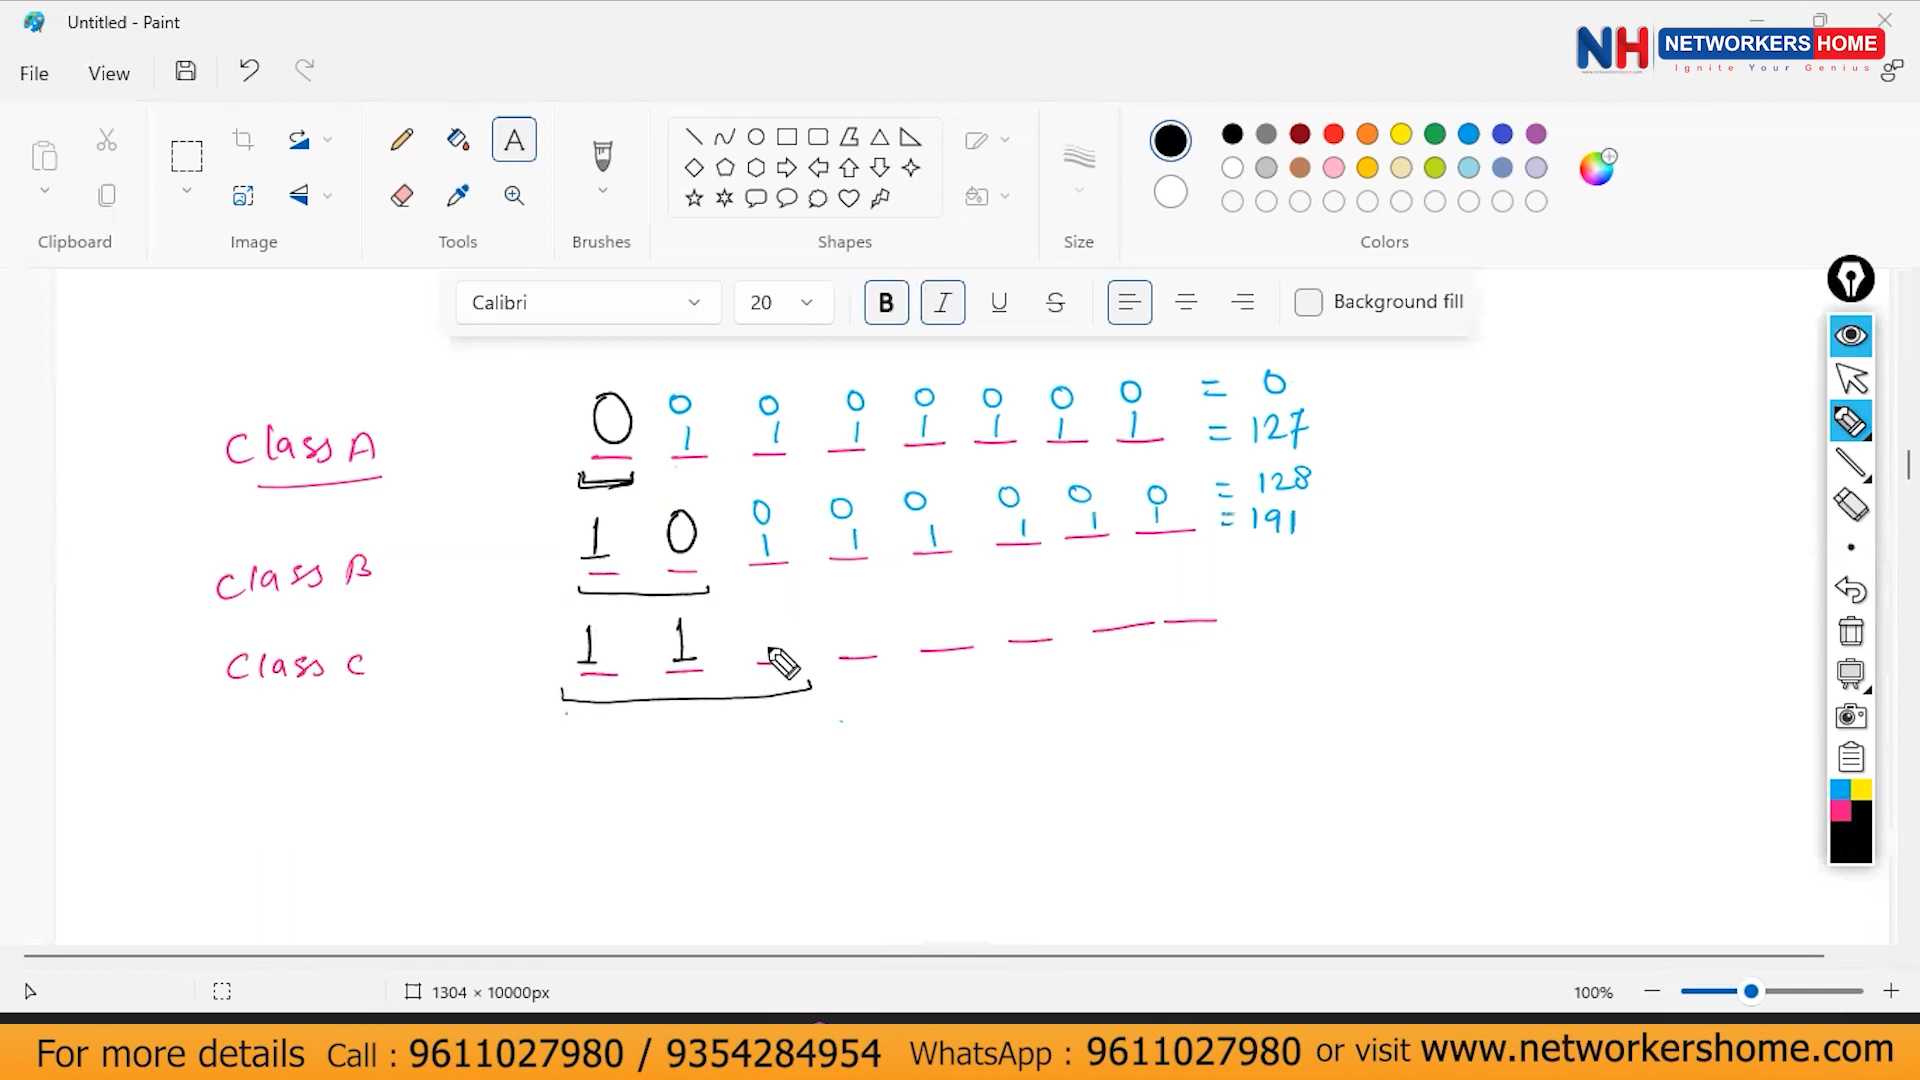 Untitled - Paint
NH NETWORKERS HOME
Ignite Your Genius
File View
A
Clipboard Image Tools Brushes Shapes Size Colors
Calibri 20 B I U S Background fill
0 0 0 0 0 0 0 = 0
Class A 0 1 1 1 1 1 1 1 = 127
0 0 0 0 0 0 = 128
Class B 1 0 1 1 1 1 1 1 = 191
Class C 1 1
1304 × 10000px 100%
For more details Call : 9611027980 / 9354284954 WhatsApp : 9611027980 or visit www.networkershome.com